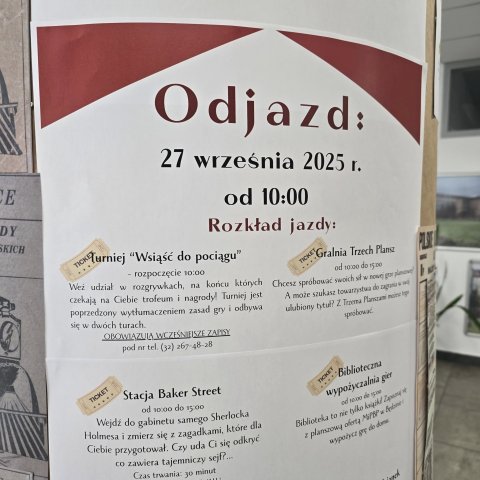 Odjazd:
27 września 2025 r.
od 10:00
Rozkład jazdy:
TICKET
Turniej "Wsiąść do pociągu"
- rozpoczęcie 10:00
Weź udział w rozgrywkach, na końcu których
czekają na Ciebie trofeum i nagrody! Turniej jest
poprzedzony wytłumaczeniem zasad gry i odbywa
się w dwóch turach.
OBOWIĄZUJĄ WCZEŚNIEJSZE ZAPISY
pod nr tel. (32) 267-48-28
TICKET
Gralnia Trzech Plansz
od 10:00 do 15:00
Chcesz spróbować swoich sił w nowej grze planszowej?
A może szukasz towarzystwa do zagrania w swój
ulubiony tytuł? Z Trzema Planszami możesz tego
spróbować.
TICKET
Stacja Baker Street
od 10:00 do 15:00
Wejdź do gabinetu samego Sherlocka
Holmesa i zmierz się z zagadkami, które dla
Ciebie przygotował. Czy uda Ci się odkryć
co zawiera tajemniczy sejf?...
Czas trwania: 30 minut
TICKET
Biblioteczna
wypożyczalnia gier
od 10:00 do 15:00
Biblioteka to nie tylko książki! Zapoznaj się
z planszową ofertą MiPBP w Będzinie i
wypożycz grę do domu.